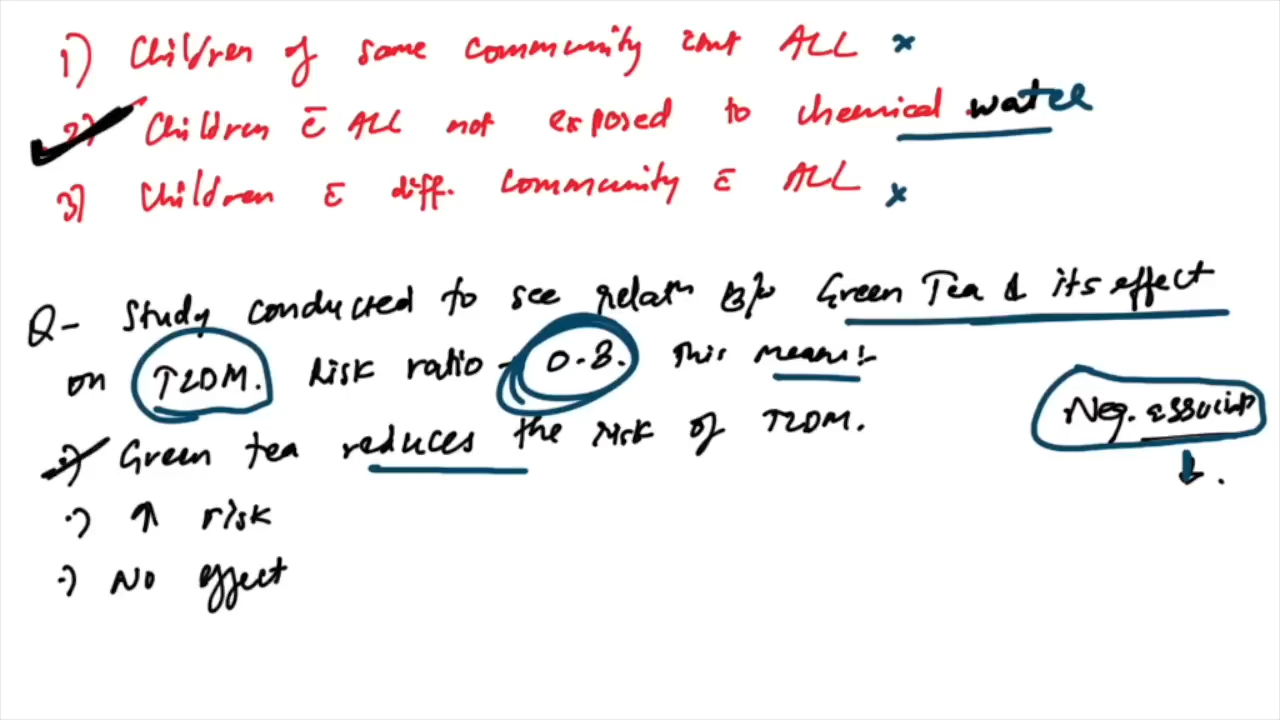 1) Children of same community ALL x
2) Children c̄ ALL not exposed to chemical water
3) Children c̄ diff. community c̄ ALL x
Q- Study conducted to see relatn B/w Green Tea & its effect
on T2DM. Risk ratio - 0.8. This means:
Neg. associatn
.) Green tea reduces the risk of T2DM.
↓.
.) ↑ risk
.) No effect